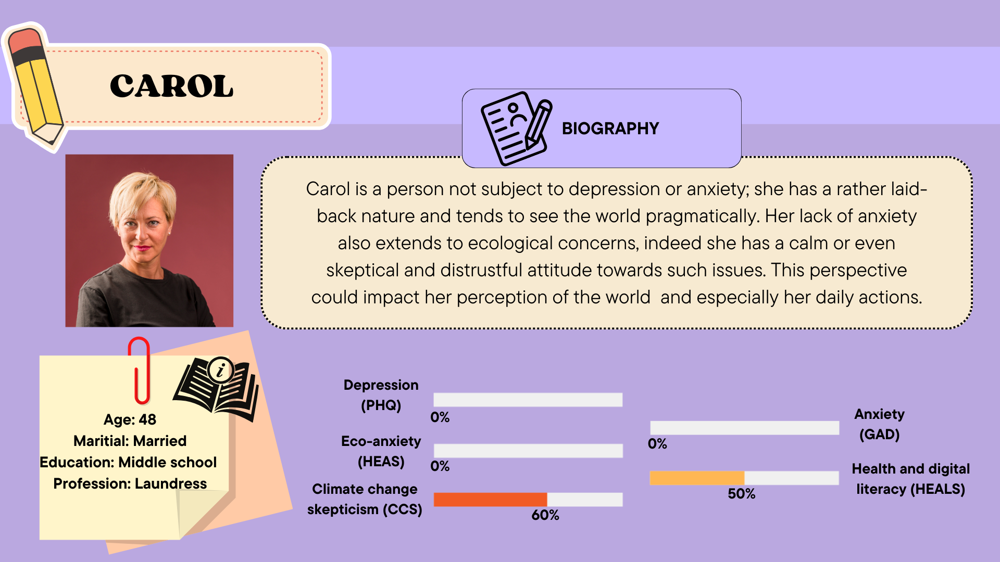 CAROL
BIOGRAPHY
Carol is a person not subject to depression or anxiety; she has a rather laid-
back nature and tends to see the world pragmatically. Her lack of anxiety
also extends to ecological concerns, indeed she has a calm or even
skeptical and distrustful attitude towards such issues. This perspective
could impact her perception of the world  and especially her daily actions.
i
Age: 48
Maritial: Married
Education: Middle school
Profession: Laundress
Depression
(PHQ)
0%
Eco-anxiety
(HEAS)
0%
Climate change
skepticism (CCS)
60%
Anxiety
(GAD)
0%
Health and digital
literacy (HEALS)
50%